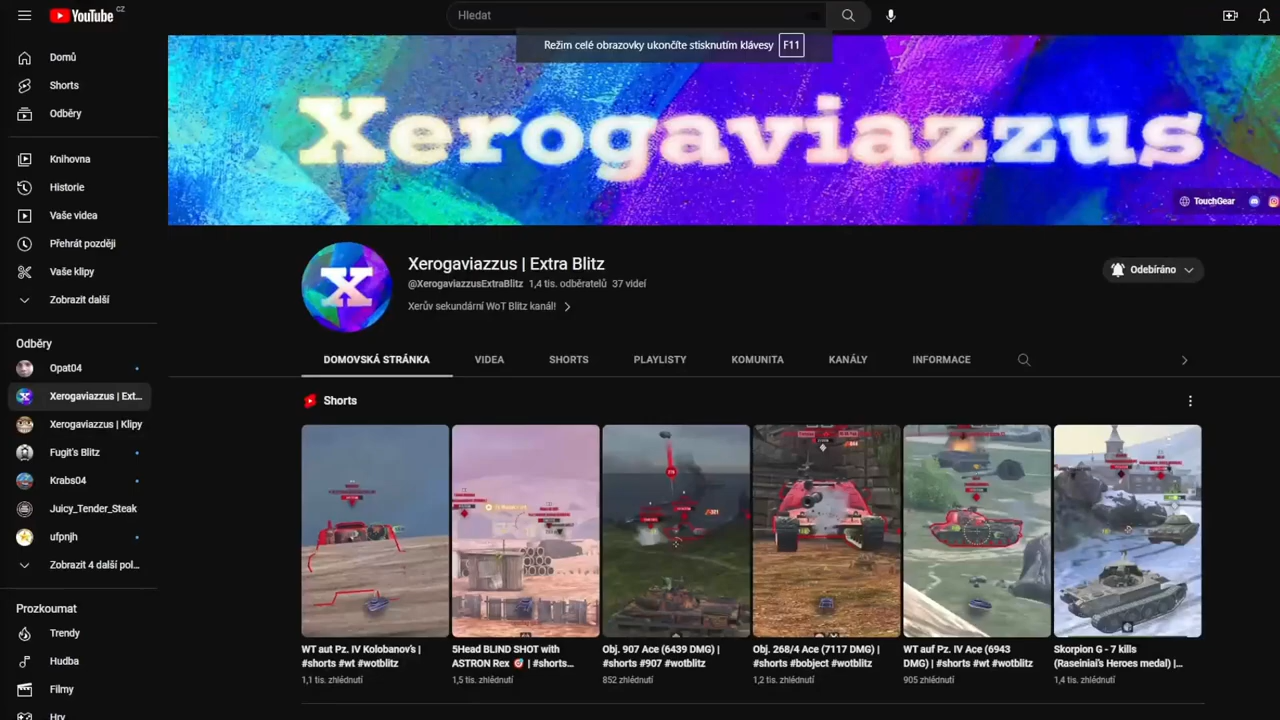 YouTube CZ
Hledat
Režim celé obrazovky ukončíte stisknutím klávesy F11
Domů
Shorts
Odběry
Knihovna
Historie
Vaše videa
Přehrát později
Vaše klipy
Zobrazit další
Odběry
Opat04
Xerogaviazzus | Ext...
Xerogaviazzus | Klipy
Fugit's Blitz
Krabs04
Juicy_Tender_Steak
ufpnjh
Zobrazit 4 další pol...
Prozkoumat
Trendy
Hudba
Filmy
Hry
Xerogaviazzus
TouchGear
X
Xerogaviazzus | Extra Blitz
@XerogaviazzusExtraBlitz 1,4 tis. odběratelů 37 videí
Xerův sekundární WoT Blitz kanál!
Odebíráno
DOMOVSKÁ STRÁNKA VIDEA SHORTS PLAYLISTY KOMUNITA KANÁLY INFORMACE
Shorts
WT aut Pz. IV Kolobanov's |
#shorts #wt #wotblitz
1,1 tis. zhlédnutí
5Head BLIND SHOT with
ASTRON Rex 🎯 | #shorts...
1,5 tis. zhlédnutí
Obj. 907 Ace (6439 DMG) |
#shorts #907 #wotblitz
852 zhlédnutí
Obj. 268/4 Ace (7117 DMG) |
#shorts #bobject #wotblitz
1,2 tis. zhlédnutí
WT auf Pz. IV Ace (6943
DMG) | #shorts #wt #wotblitz
905 zhlédnutí
Skorpion G - 7 kills
(Raseiniai's Heroes medal) |...
1,4 tis. zhlédnutí